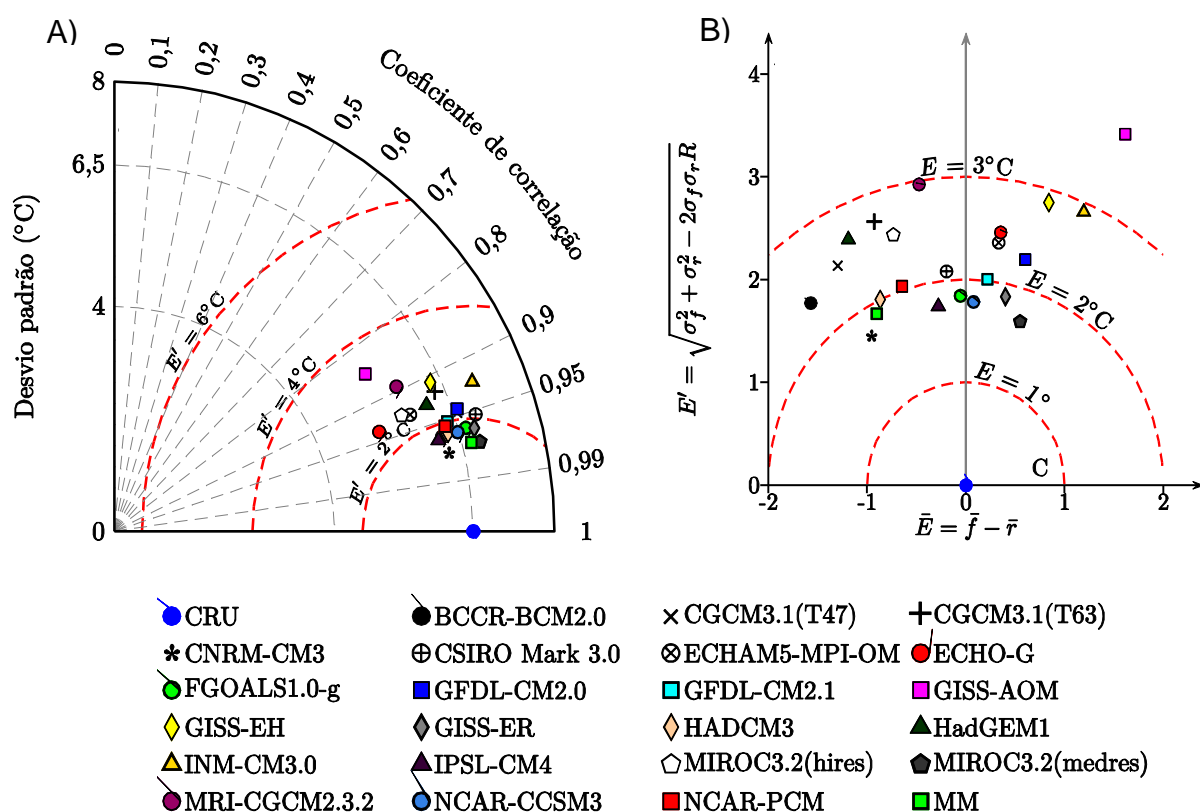 A)
0
0,1
0,2
0,3
0,4
0,5
0,6
0,7
0,8
0,9
0,95
0,99
1
Coeficiente de correlação
8
6,5
4
0
Desvio padrão (°C)
E′ = 6°C
E′ = 4°C
E′ = 2°C
B)
4
3
2
1
0
-2
-1
0
1
2
E′ = √σ_f² + σ_r² − 2σ_fσ_rR
Ē = f̄ − r̄
E = 3°C
E = 2°C
E = 1°
C
CRU BCCR-BCM2.0 CGCM3.1(T47) CGCM3.1(T63)
CNRM-CM3 CSIRO Mark 3.0 ECHAM5-MPI-OM ECHO-G
FGOALS1.0-g GFDL-CM2.0 GFDL-CM2.1 GISS-AOM
GISS-EH GISS-ER HADCM3 HadGEM1
INM-CM3.0 IPSL-CM4 MIROC3.2(hires) MIROC3.2(medres)
MRI-CGCM2.3.2 NCAR-CCSM3 NCAR-PCM MM